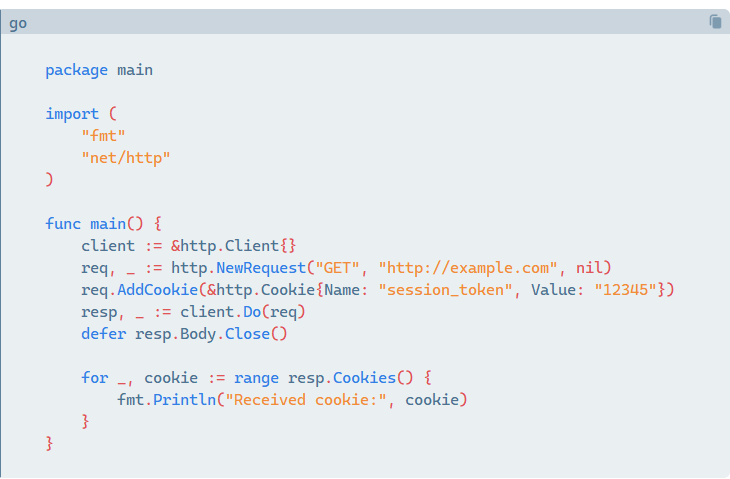 go
package main
import (
    "fmt"
    "net/http"
)
func main() {
    client := &http.Client{}
    req, _ := http.NewRequest("GET", "http://example.com", nil)
    req.AddCookie(&http.Cookie{Name: "session_token", Value: "12345"})
    resp, _ := client.Do(req)
    defer resp.Body.Close()
    for _, cookie := range resp.Cookies() {
        fmt.Println("Received cookie:", cookie)
    }
}